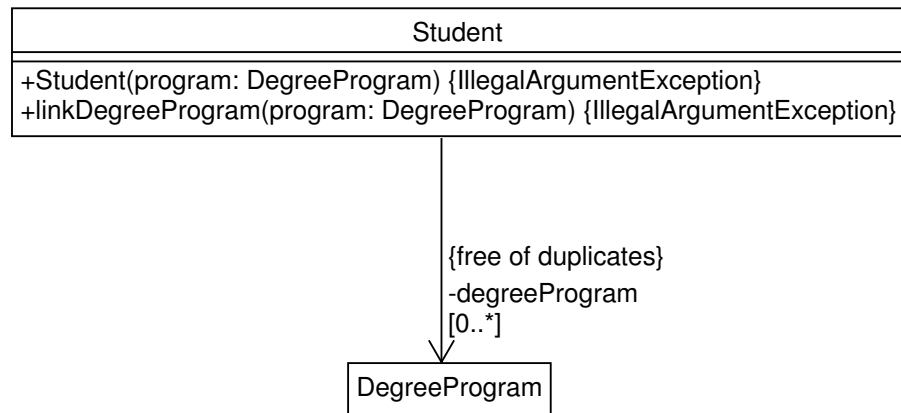 Student
+Student(program: DegreeProgram) {IllegalArgumentException}
+linkDegreeProgram(program: DegreeProgram) {IllegalArgumentException}
{free of duplicates}
-degreeProgram
[0..*]
DegreeProgram